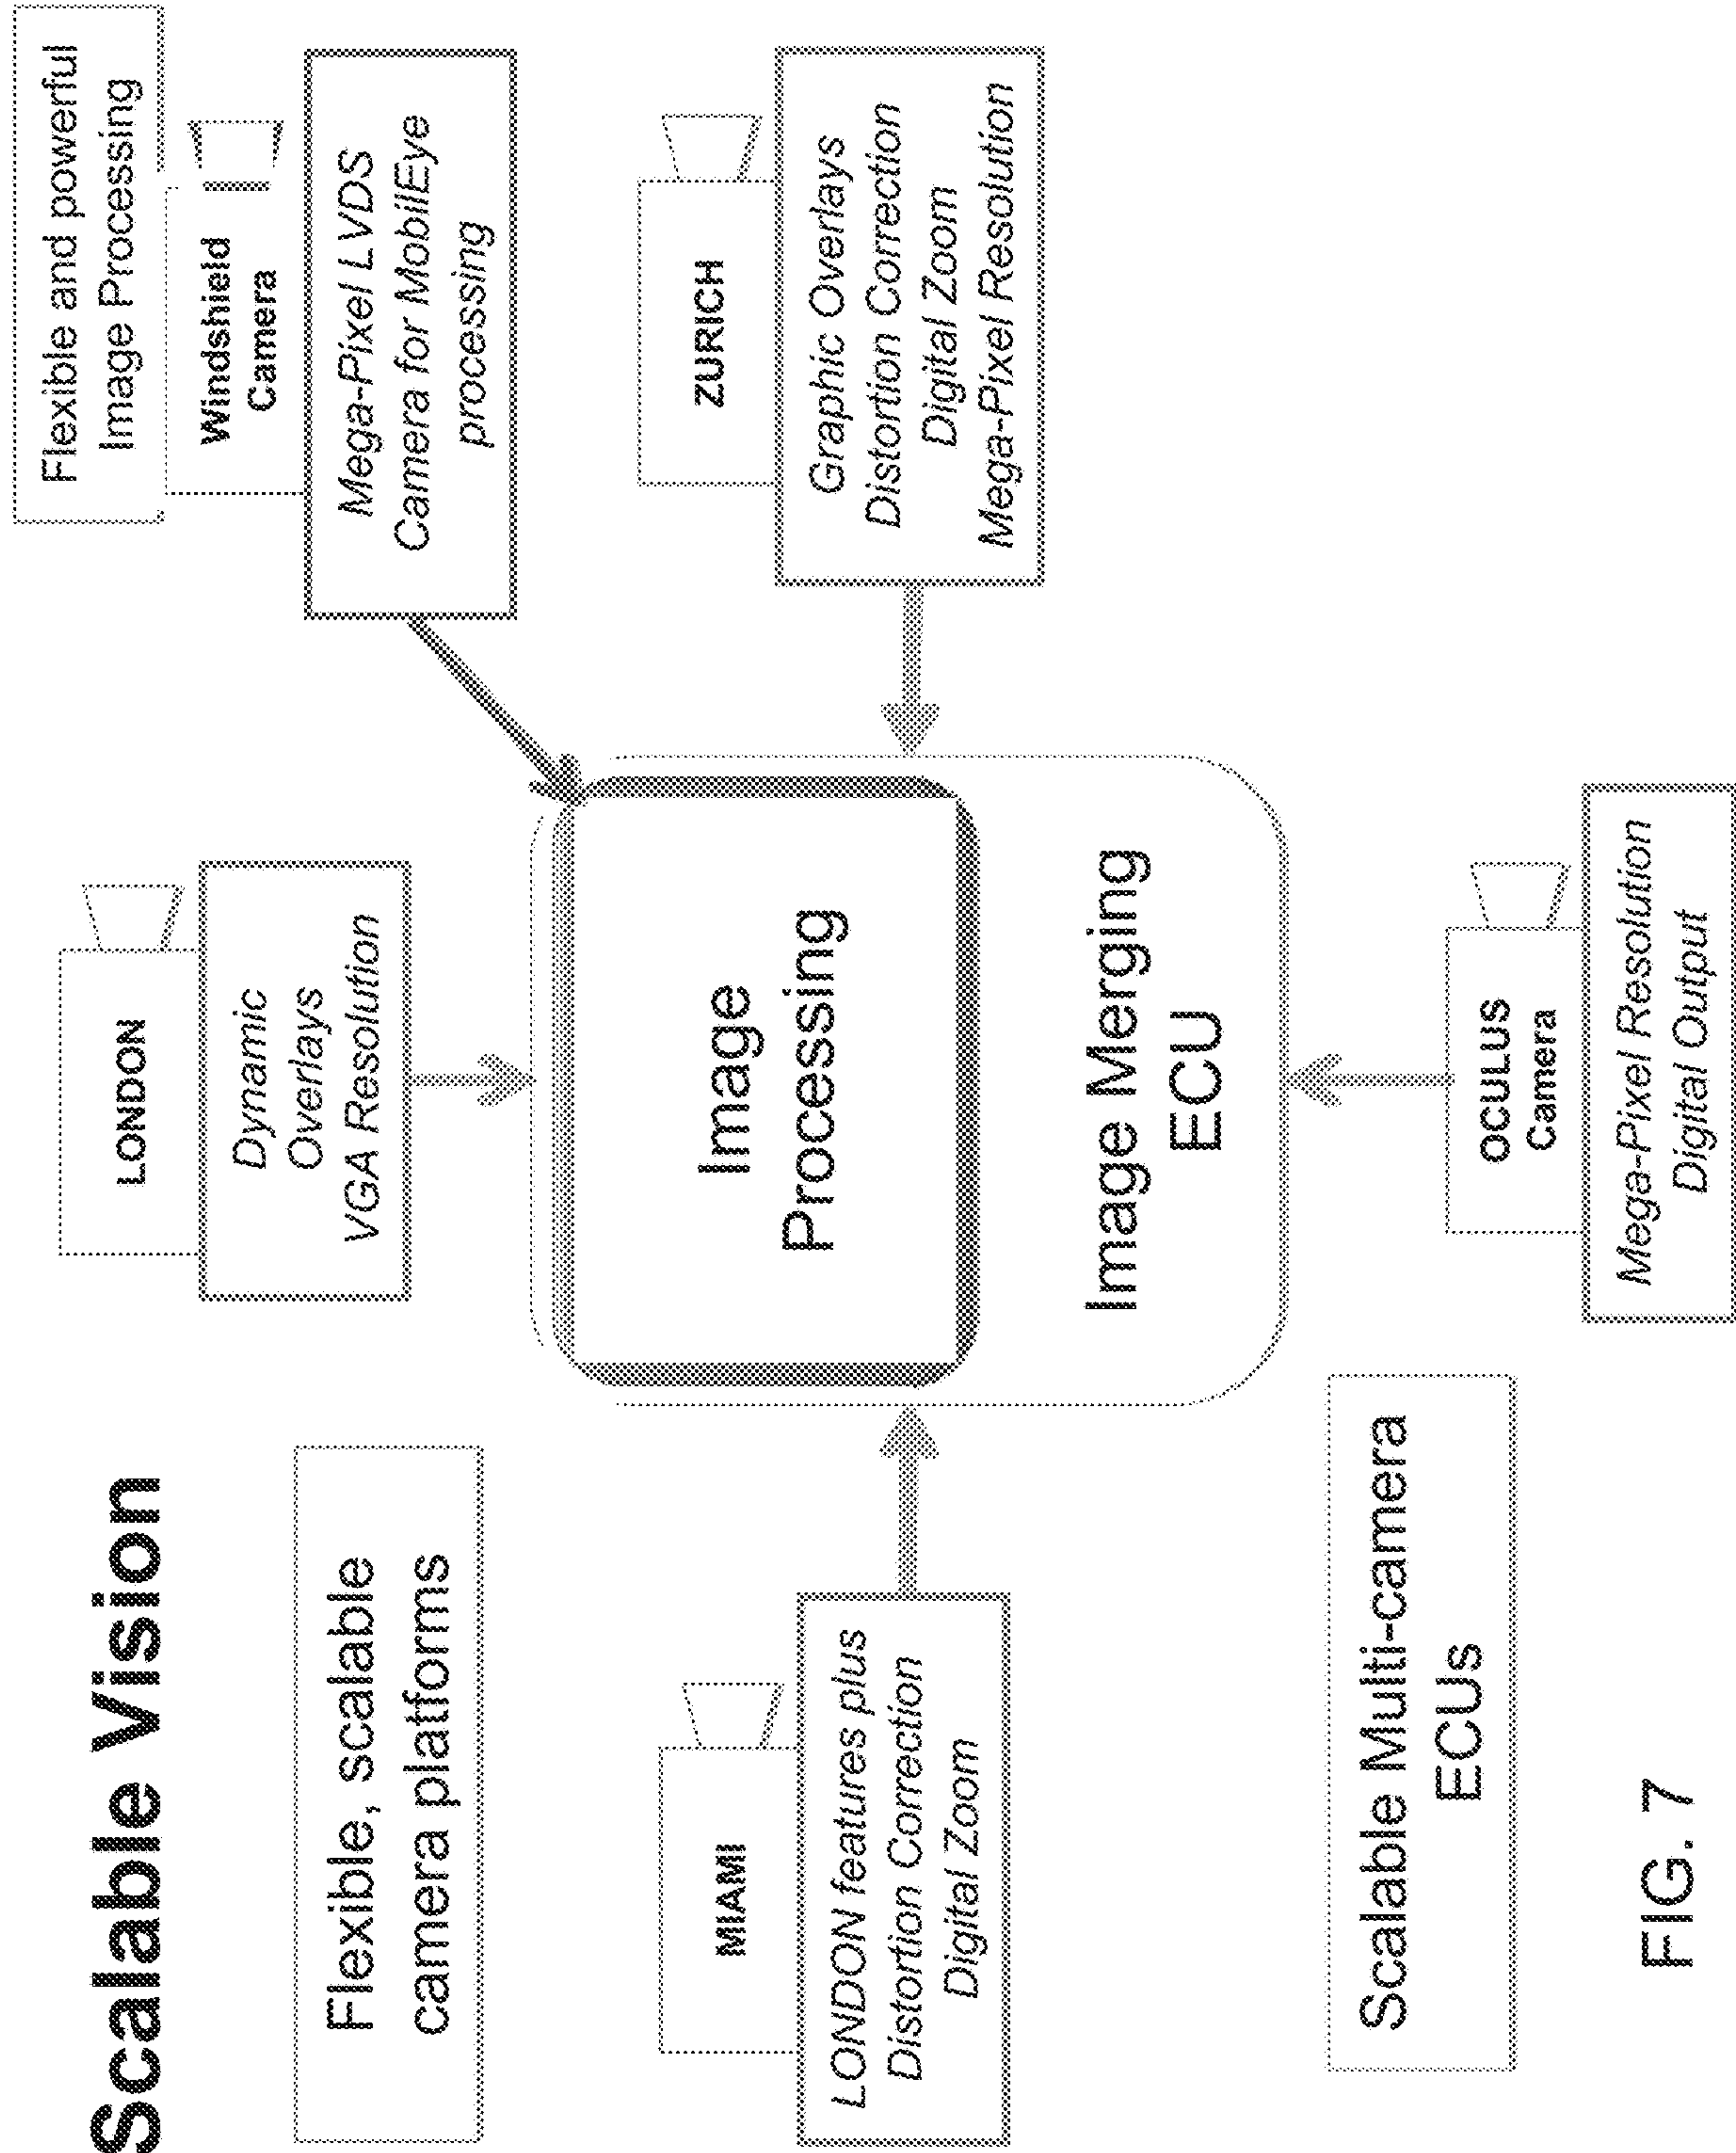 Scalable Vision
Flexible, scalable
camera platforms
LONDON
Dynamic
Overlays
VGA Resolution
Flexible and powerful
Image Processing
Windshield
Camera
Mega-Pixel LVDS
Camera for MobilEye
processing
MIAMI
LONDON features plus
Distortion Correction
Digital Zoom
Image
Processing
Image Merging
ECU
ZURICH
Graphic Overlays
Distortion Correction
Digital Zoom
Mega-Pixel Resolution
Scalable Multi-camera
ECUs
OCULUS
Camera
Mega-Pixel Resolution
Digital Output
FIG. 7